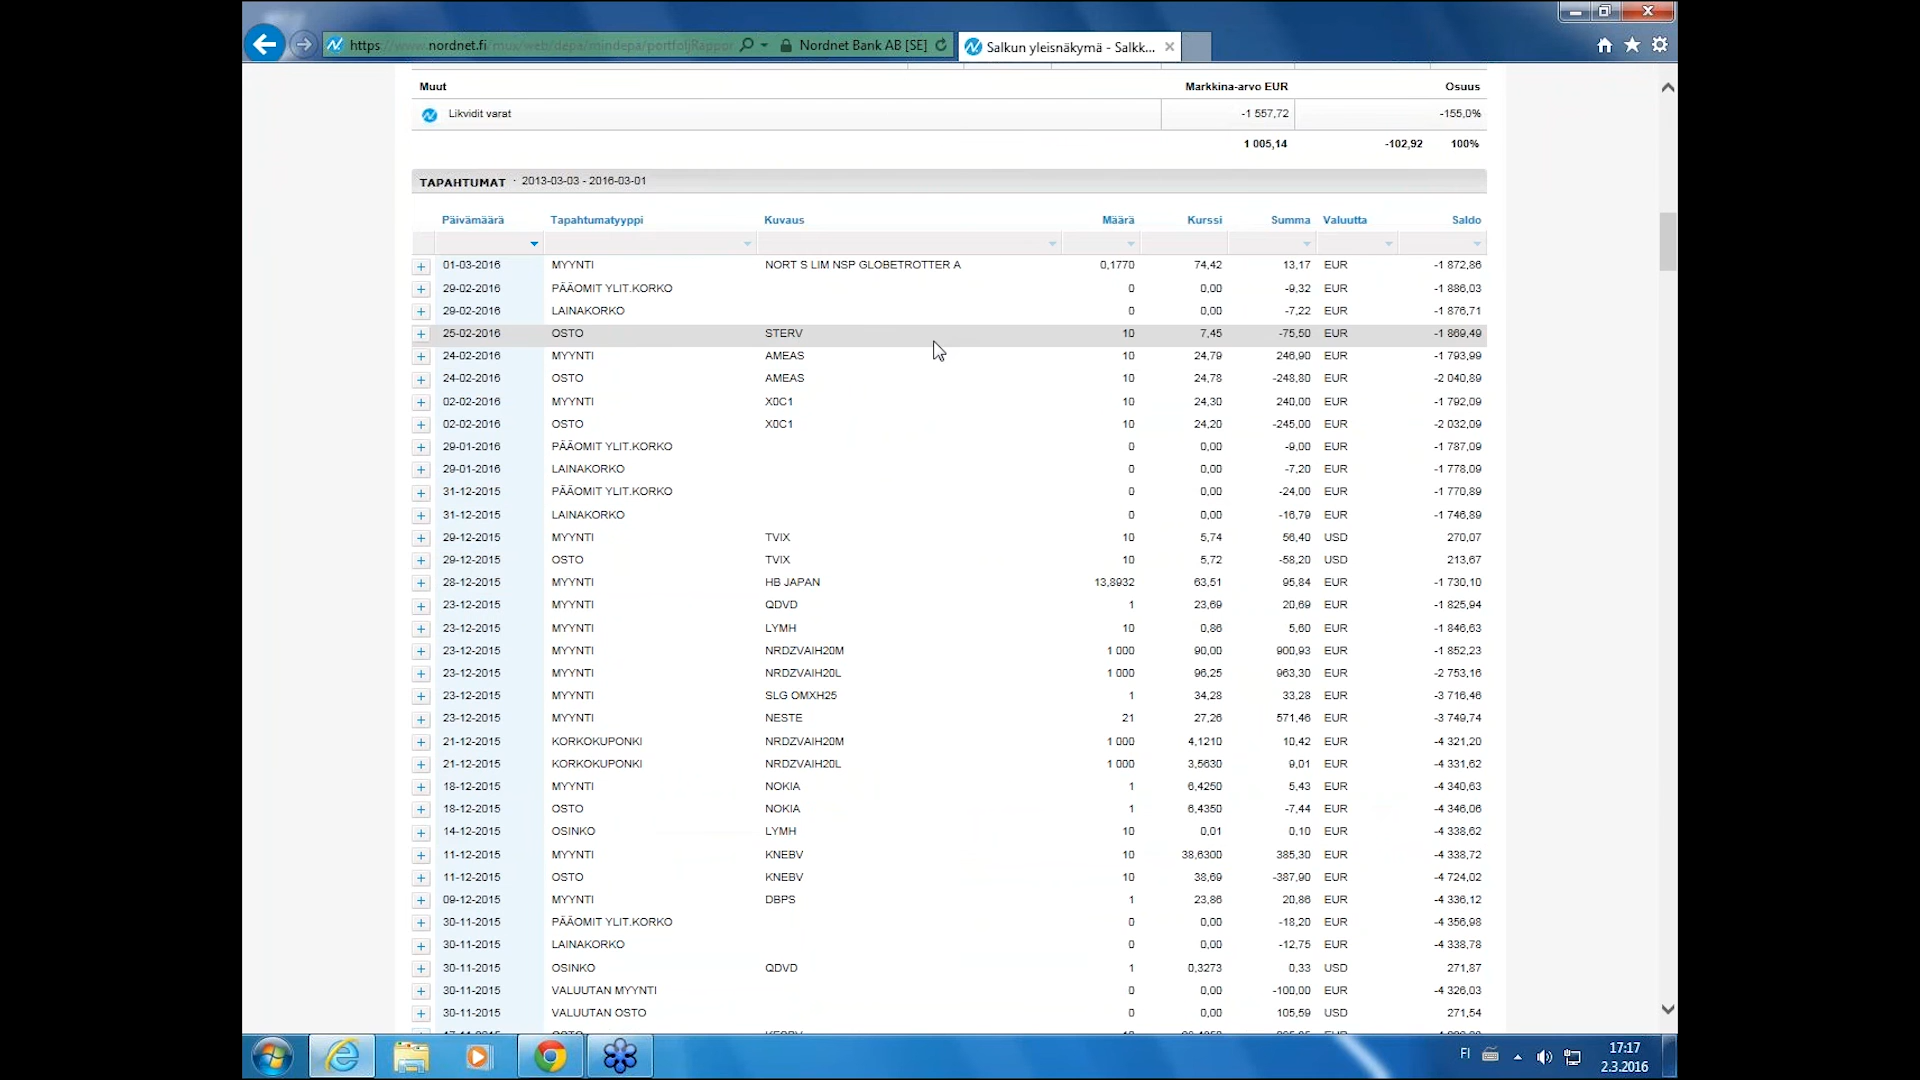 https://www.nordnet.fi/mux/web/depa/mindepa/portfoljRappor Nordnet Bank AB [SE] Salkun yleisnäkymä - Salkk...
Muut Markkina-arvo EUR Osuus
Likvidit varat -1 557,72 -155,0%
1 005,14 -102,92 100%
TAPAHTUMAT · 2013-03-03 - 2016-03-01
Päivämäärä Tapahtumatyyppi Kuvaus Määrä Kurssi Summa Valuutta Saldo
01-03-2016 MYYNTI NORT S LIM NSP GLOBETROTTER A 0,1770 74,42 13,17 EUR -1 872,86
29-02-2016 PÄÄOMIT YLIT.KORKO 0 0,00 -9,32 EUR -1 886,03
29-02-2016 LAINAKORKO 0 0,00 -7,22 EUR -1 876,71
25-02-2016 OSTO STERV 10 7,45 -75,50 EUR -1 869,49
24-02-2016 MYYNTI AMEAS 10 24,79 246,90 EUR -1 793,99
24-02-2016 OSTO AMEAS 10 24,78 -248,80 EUR -2 040,89
02-02-2016 MYYNTI X0C1 10 24,30 240,00 EUR -1 792,09
02-02-2016 OSTO X0C1 10 24,20 -245,00 EUR -2 032,09
29-01-2016 PÄÄOMIT YLIT.KORKO 0 0,00 -9,00 EUR -1 787,09
29-01-2016 LAINAKORKO 0 0,00 -7,20 EUR -1 778,09
31-12-2015 PÄÄOMIT YLIT.KORKO 0 0,00 -24,00 EUR -1 770,89
31-12-2015 LAINAKORKO 0 0,00 -16,79 EUR -1 746,89
29-12-2015 MYYNTI TVIX 10 5,74 56,40 USD 270,07
29-12-2015 OSTO TVIX 10 5,72 -58,20 USD 213,67
28-12-2015 MYYNTI HB JAPAN 13,8932 63,51 95,84 EUR -1 730,10
23-12-2015 MYYNTI QDVD 1 23,69 20,69 EUR -1 825,94
23-12-2015 MYYNTI LYMH 10 0,86 5,60 EUR -1 846,63
23-12-2015 MYYNTI NRDZVAIH20M 1 000 90,00 900,93 EUR -1 852,23
23-12-2015 MYYNTI NRDZVAIH20L 1 000 96,25 963,30 EUR -2 753,16
23-12-2015 MYYNTI SLG OMXH25 1 34,28 33,28 EUR -3 716,46
23-12-2015 MYYNTI NESTE 21 27,26 571,46 EUR -3 749,74
21-12-2015 KORKOKUPONKI NRDZVAIH20M 1 000 4,1210 10,42 EUR -4 321,20
21-12-2015 KORKOKUPONKI NRDZVAIH20L 1 000 3,5630 9,01 EUR -4 331,62
18-12-2015 MYYNTI NOKIA 1 6,4250 5,43 EUR -4 340,63
18-12-2015 OSTO NOKIA 1 6,4350 -7,44 EUR -4 346,06
14-12-2015 OSINKO LYMH 10 0,01 0,10 EUR -4 338,62
11-12-2015 MYYNTI KNEBV 10 38,6300 385,30 EUR -4 338,72
11-12-2015 OSTO KNEBV 10 38,69 -387,90 EUR -4 724,02
09-12-2015 MYYNTI DBPS 1 23,86 20,86 EUR -4 336,12
30-11-2015 PÄÄOMIT YLIT.KORKO 0 0,00 -18,20 EUR -4 356,98
30-11-2015 LAINAKORKO 0 0,00 -12,75 EUR -4 338,78
30-11-2015 OSINKO QDVD 1 0,3273 0,33 USD 271,87
30-11-2015 VALUUTAN MYYNTI 0 0,00 -100,00 EUR -4 326,03
30-11-2015 VALUUTAN OSTO 0 0,00 105,59 USD 271,54
FI 17:17
2.3.2016